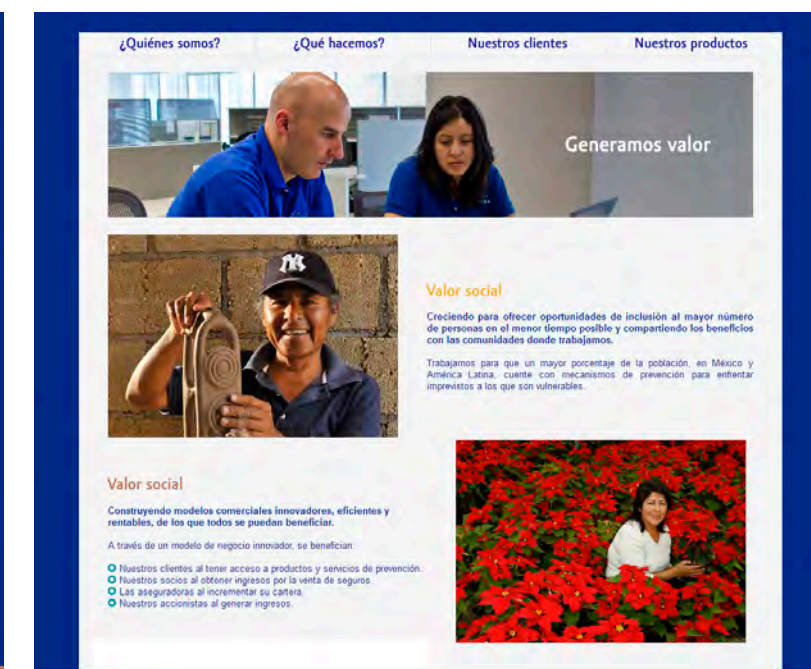 ¿Quiénes somos? ¿Qué hacemos? Nuestros clientes Nuestros productos
Generamos valor
Valor social
Creciendo para ofrecer oportunidades de inclusión al mayor número
de personas en el menor tiempo posible y compartiendo los beneficios
con las comunidades donde trabajamos.
Trabajamos para que un mayor porcentaje de la población, en México y
América Latina, cuente con mecanismos de prevención para enfrentar
imprevistos a los que son vulnerables.
Valor social
Construyendo modelos comerciales innovadores, eficientes y
rentables, de los que todos se puedan beneficiar.
A través de un modelo de negocio innovador, se benefician:
Nuestros clientes al tener acceso a productos y servicios de prevención.
Nuestros socios al obtener ingresos por la venta de seguros.
Las aseguradoras al incrementar su cartera.
Nuestros accionistas al generar ingresos.